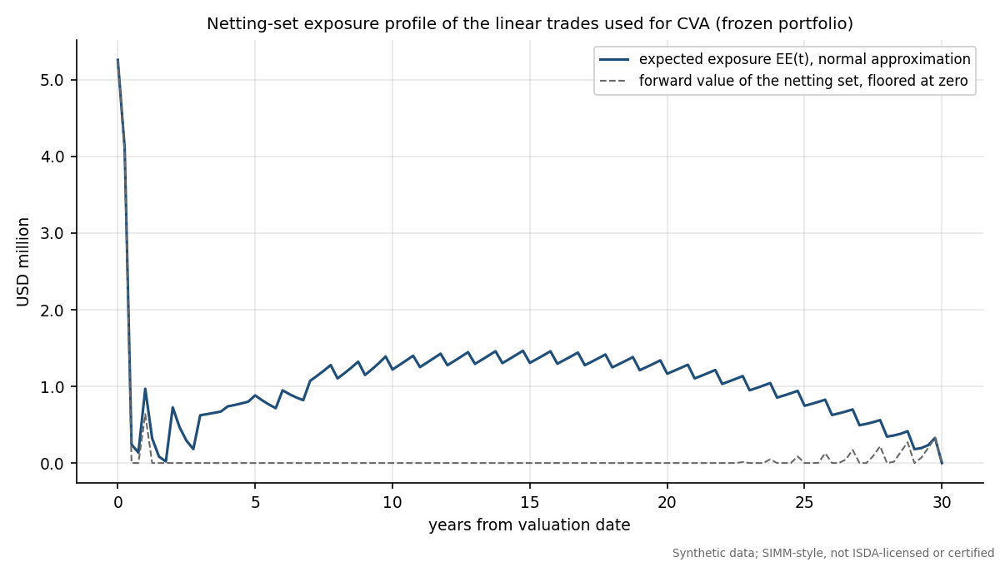 Netting-set exposure profile of the linear trades used for CVA (frozen portfolio)
expected exposure EE(t), normal approximation
forward value of the netting set, floored at zero
USD million
5.0
4.0
3.0
2.0
1.0
0.0
0 5 10 15 20 25 30
years from valuation date
Synthetic data; SIMM-style, not ISDA-licensed or certified